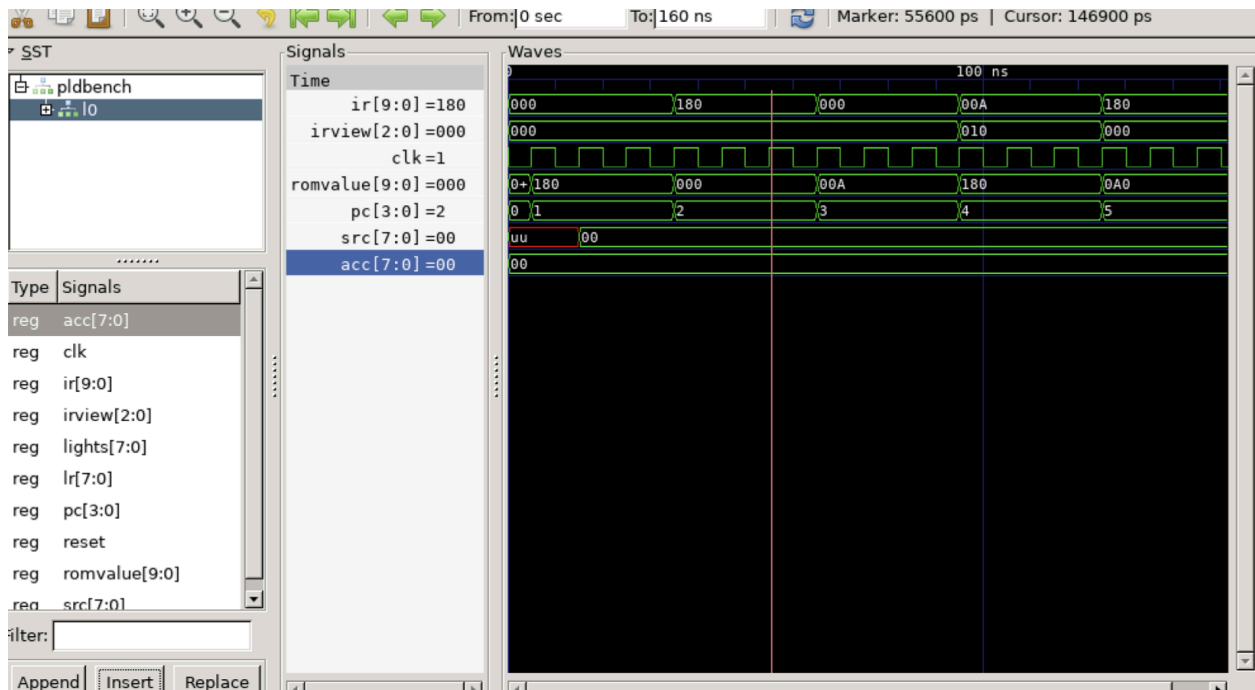 From: 0 sec To: 160 ns Marker: 55600 ps | Cursor: 146900 ps
SST
pldbench
l0
Type Signals
reg acc[7:0]
reg clk
reg ir[9:0]
reg irview[2:0]
reg lights[7:0]
reg lr[7:0]
reg pc[3:0]
reg reset
reg romvalue[9:0]
reg src[7:0]
Filter:
Append Insert Replace
Signals
Time
ir[9:0]=180
irview[2:0]=000
clk=1
romvalue[9:0]=000
pc[3:0]=2
src[7:0]=00
acc[7:0]=00
Waves
0 100 ns
000 180 000 00A 180
000 010 000
0+ 180 000 00A 180 0A0
0 1 2 3 4 5
uu 00
00